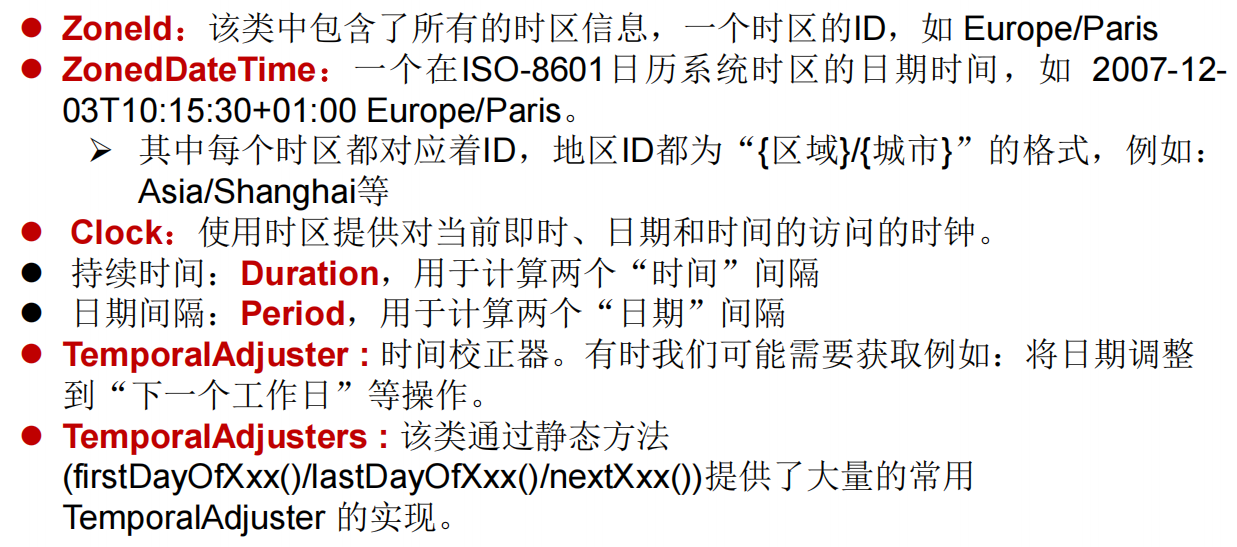 ● ZoneId：该类中包含了所有的时区信息，一个时区的ID，如 Europe/Paris
● ZonedDateTime：一个在ISO-8601日历系统时区的日期时间，如 2007-12-
03T10:15:30+01:00 Europe/Paris。
➢ 其中每个时区都对应着ID，地区ID都为“{区域}/{城市}”的格式，例如：
Asia/Shanghai等
● Clock：使用时区提供对当前即时、日期和时间的访问的时钟。
● 持续时间：Duration，用于计算两个“时间”间隔
● 日期间隔：Period，用于计算两个“日期”间隔
● TemporalAdjuster : 时间校正器。有时我们可能需要获取例如：将日期调整
到“下一个工作日”等操作。
● TemporalAdjusters : 该类通过静态方法
(firstDayOfXxx()/lastDayOfXxx()/nextXxx())提供了大量的常用
TemporalAdjuster 的实现。